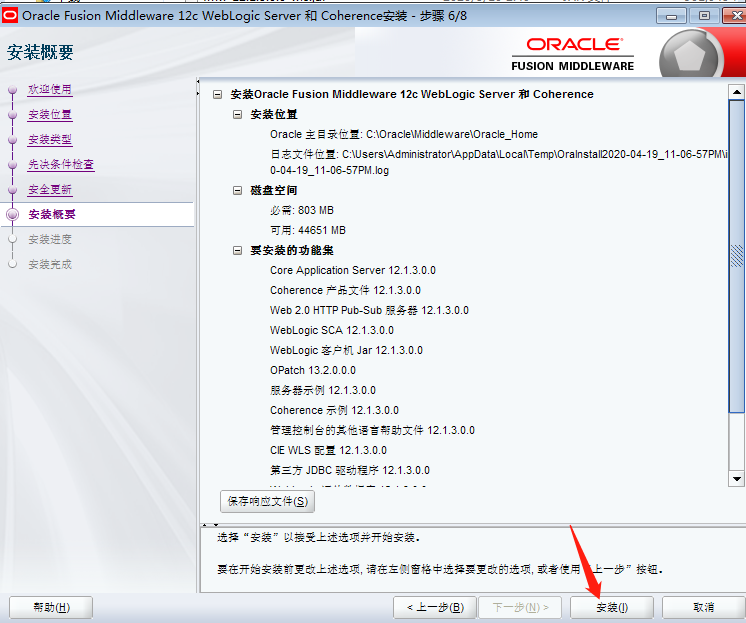 Oracle Fusion Middleware 12c WebLogic Server 和 Coherence安装 - 步骤 6/8
安装概要
ORACLE
FUSION MIDDLEWARE
欢迎使用
安装位置
安装类型
先决条件检查
安全更新
安装概要
安装进度
安装完成
安装Oracle Fusion Middleware 12c WebLogic Server 和 Coherence
安装位置
Oracle 主目录位置: C:\Oracle\Middleware\Oracle_Home
日志文件位置: C:\Users\Administrator\AppData\Local\Temp\OraInstall2020-04-19_11-06-57PM\i
0-04-19_11-06-57PM.log
磁盘空间
必需: 803 MB
可用: 44651 MB
要安装的功能集
Core Application Server 12.1.3.0.0
Coherence 产品文件 12.1.3.0.0
Web 2.0 HTTP Pub-Sub 服务器 12.1.3.0.0
WebLogic SCA 12.1.3.0.0
WebLogic 客户机 Jar 12.1.3.0.0
OPatch 13.2.0.0.0
服务器示例 12.1.3.0.0
Coherence 示例 12.1.3.0.0
管理控制台的其他语言帮助文件 12.1.3.0.0
CIE WLS 配置 12.1.3.0.0
第三方 JDBC 驱动程序 12.1.3.0.0
保存响应文件(S)
选择“安装”以接受上述选项并开始安装。
要在开始安装前更改上述选项, 请在左侧窗格中选择要更改的选项, 或者使用“上一步”按钮。
帮助(H)
< 上一步(B)
下一步(N) >
安装(I)
取消